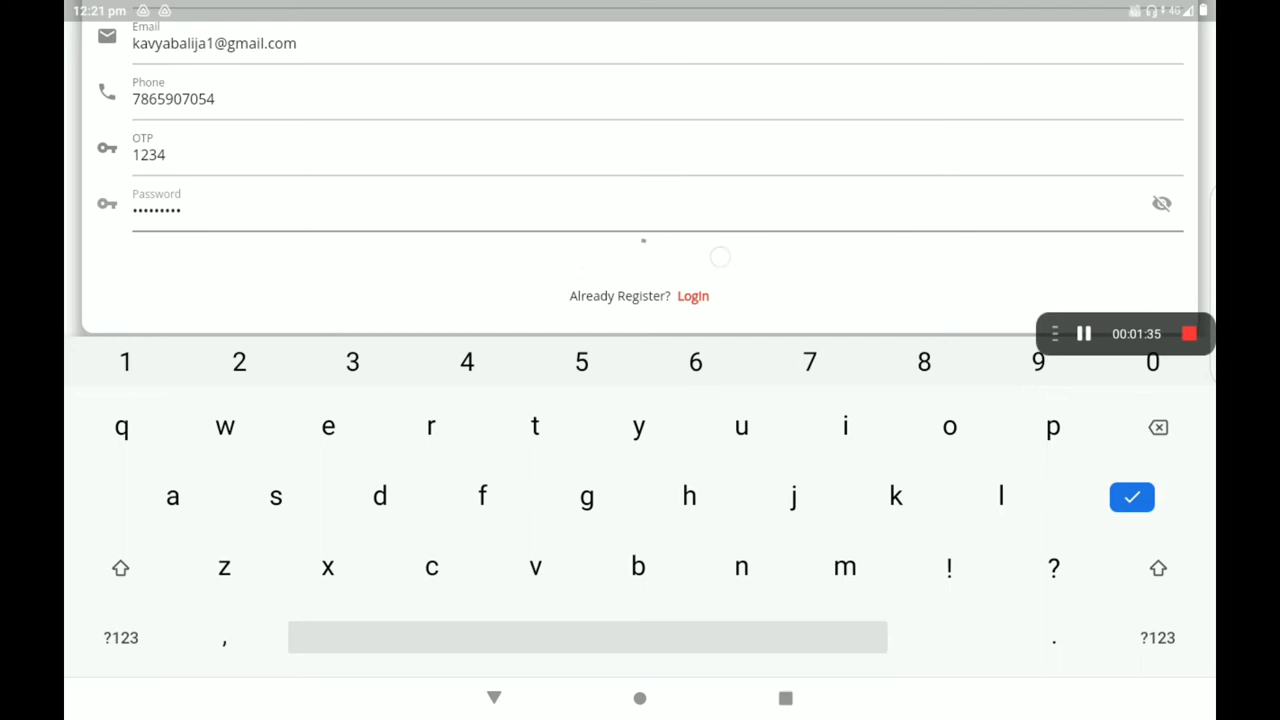 12:21 pm
4G
Email
kavyabalija1@gmail.com
Phone
7865907054
OTP
1234
Password
•••••••••
Already Register? LogIn
00:01:35
1 2 3 4 5 6 7 8 9 0
q w e r t y u i o p
a s d f g h j k l
z x c v b n m ! ?
?123 , . ?123